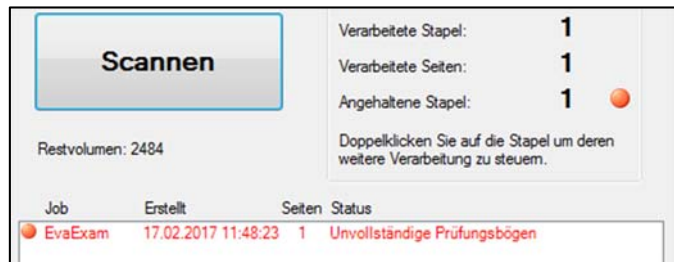 Scannen
Verarbeitete Stapel: 1
Verarbeitete Seiten: 1
Angehaltene Stapel: 1
Restvolumen: 2484
Doppelklicken Sie auf die Stapel um deren
weitere Verarbeitung zu steuern.
Job Erstellt Seiten Status
EvaExam 17.02.2017 11:48:23 1 Unvollständige Prüfungsbögen